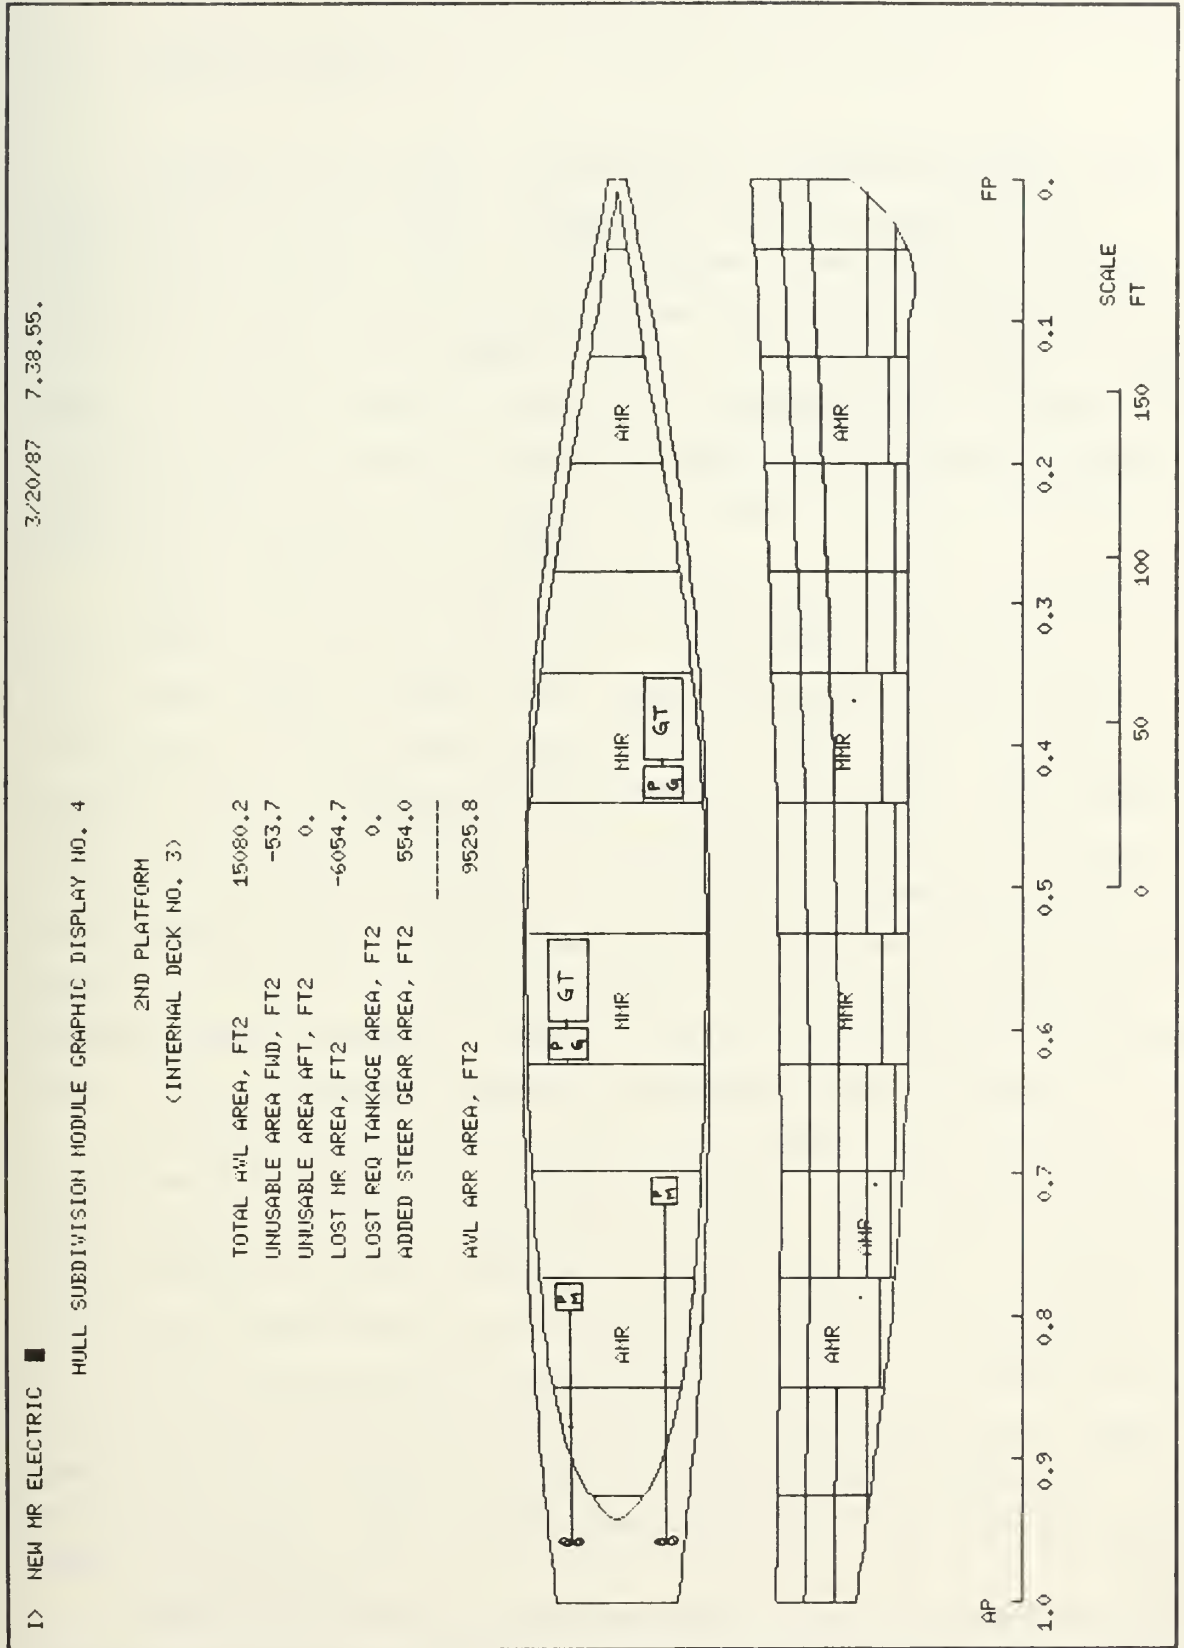 I> NEW MR ELECTRIC 3/20/87 7.38.55.
HULL SUBDIVISION MODULE GRAPHIC DISPLAY NO. 4
2ND PLATFORM
(INTERNAL DECK NO. 3)
TOTAL AVL AREA, FT2 15080.2
UNUSABLE AREA FWD, FT2 -53.7
UNUSABLE AREA AFT, FT2 0.
LOST MR AREA, FT2 -6054.7
LOST REQ TANKAGE AREA, FT2 0.
ADDED STEER GEAR AREA, FT2 554.0
--------
AVL ARR AREA, FT2 9525.8
PM
PG GT
PM
PG GT
AMR MMR MMR AMR
AMR AMR MMR MMR AMR
AP FP
1.0 0.9 0.8 0.7 0.6 0.5 0.4 0.3 0.2 0.1 0.
SCALE
FT
0 50 100 150